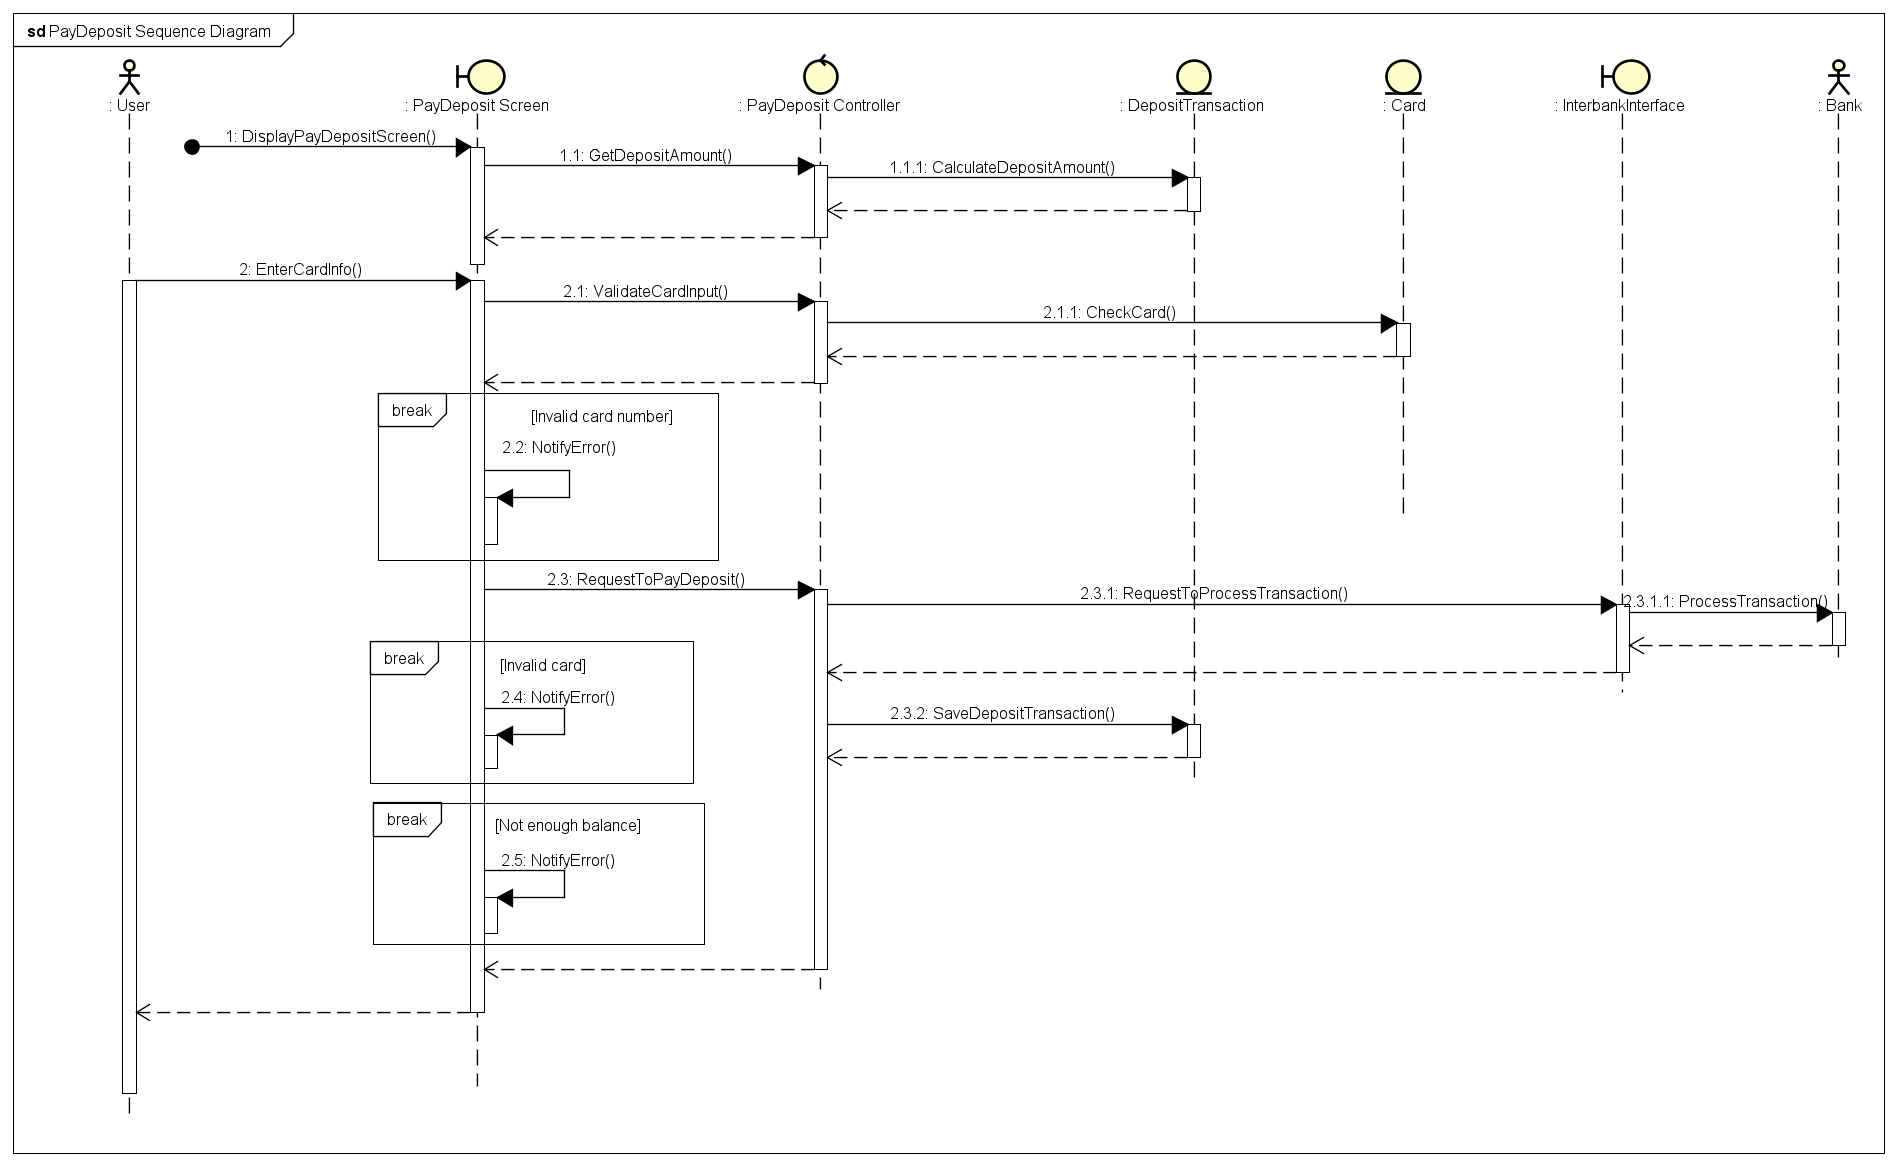 sd PayDeposit Sequence Diagram
: User
: PayDeposit Screen
: PayDeposit Controller
: DepositTransaction
: Card
: InterbankInterface
: Bank
1: DisplayPayDepositScreen()
1.1: GetDepositAmount()
1.1.1: CalculateDepositAmount()
2: EnterCardInfo()
2.1: ValidateCardInput()
2.1.1: CheckCard()
break
[Invalid card number]
2.2: NotifyError()
2.3: RequestToPayDeposit()
2.3.1: RequestToProcessTransaction()
2.3.1.1: ProcessTransaction()
break
[Invalid card]
2.4: NotifyError()
2.3.2: SaveDepositTransaction()
break
[Not enough balance]
2.5: NotifyError()